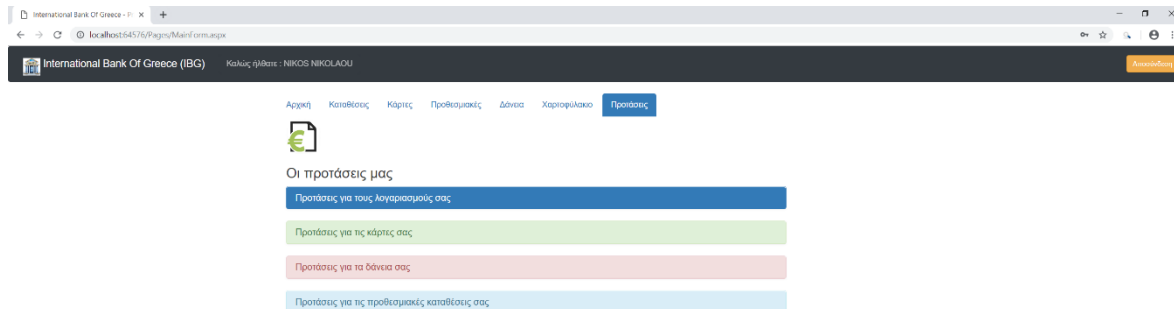 International Bank Of Greece - P
localhost:64576/Pages/MainForm.aspx
International Bank Of Greece (IBG) Καλώς ήλθατε : NIKOS NIKOLAOU Αποσύνδεση
Αρχική Καταθέσεις Κάρτες Προθεσμιακές Δάνεια Χαρτοφύλακιο Προτάσεις
Οι προτάσεις μας
Προτάσεις για τους λογαριασμούς σας
Προτάσεις για τις κάρτες σας
Προτάσεις για τα δάνεια σας
Προτάσεις για τις προθεσμιακές καταθέσεις σας